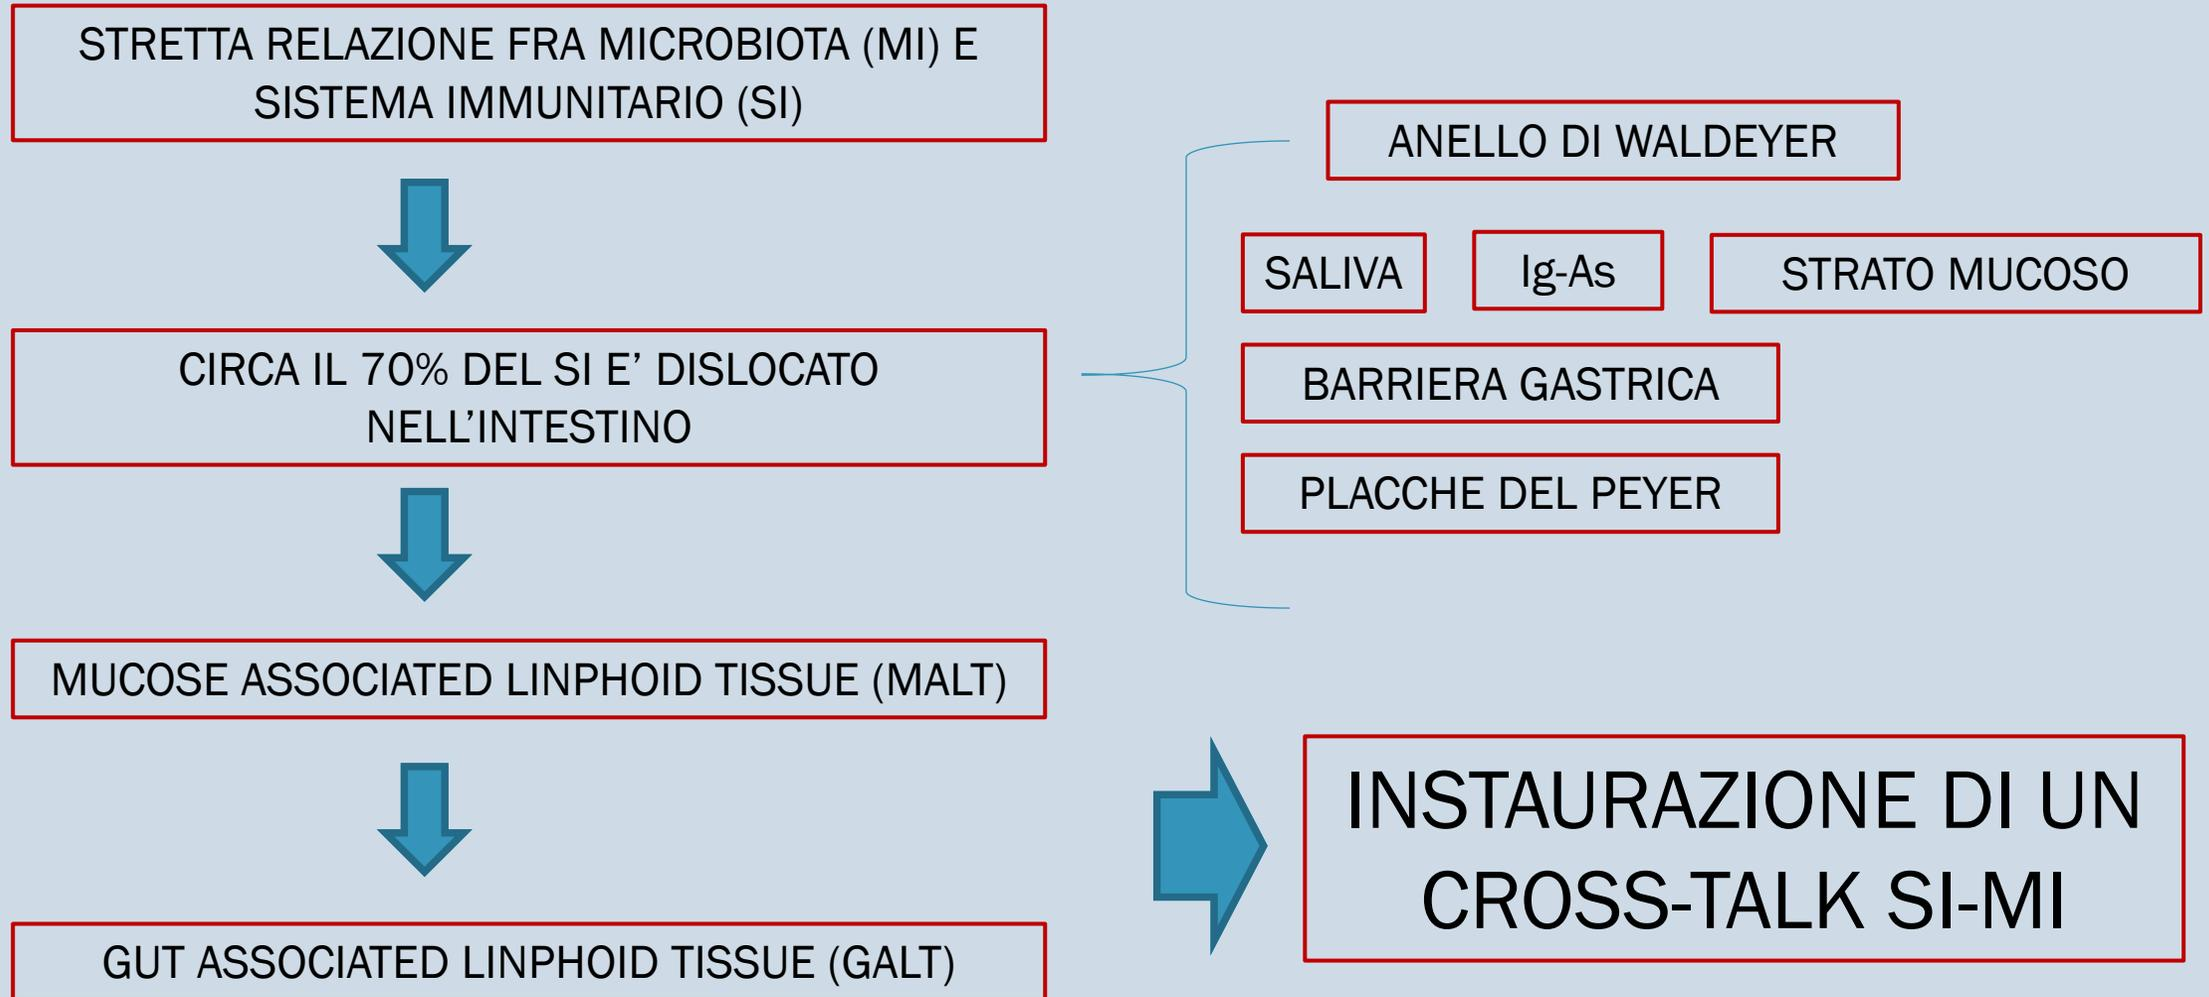 STRETTA RELAZIONE FRA MICROBIOTA (MI) E
SISTEMA IMMUNITARIO (SI)
ANELLO DI WALDEYER
SALIVA
Ig-As
STRATO MUCOSO
CIRCA IL 70% DEL SI E’ DISLOCATO
NELL’INTESTINO
BARRIERA GASTRICA
PLACCHE DEL PEYER
MUCOSE ASSOCIATED LINPHOID TISSUE (MALT)
INSTAURAZIONE DI UN
CROSS-TALK SI-MI
GUT ASSOCIATED LINPHOID TISSUE (GALT)